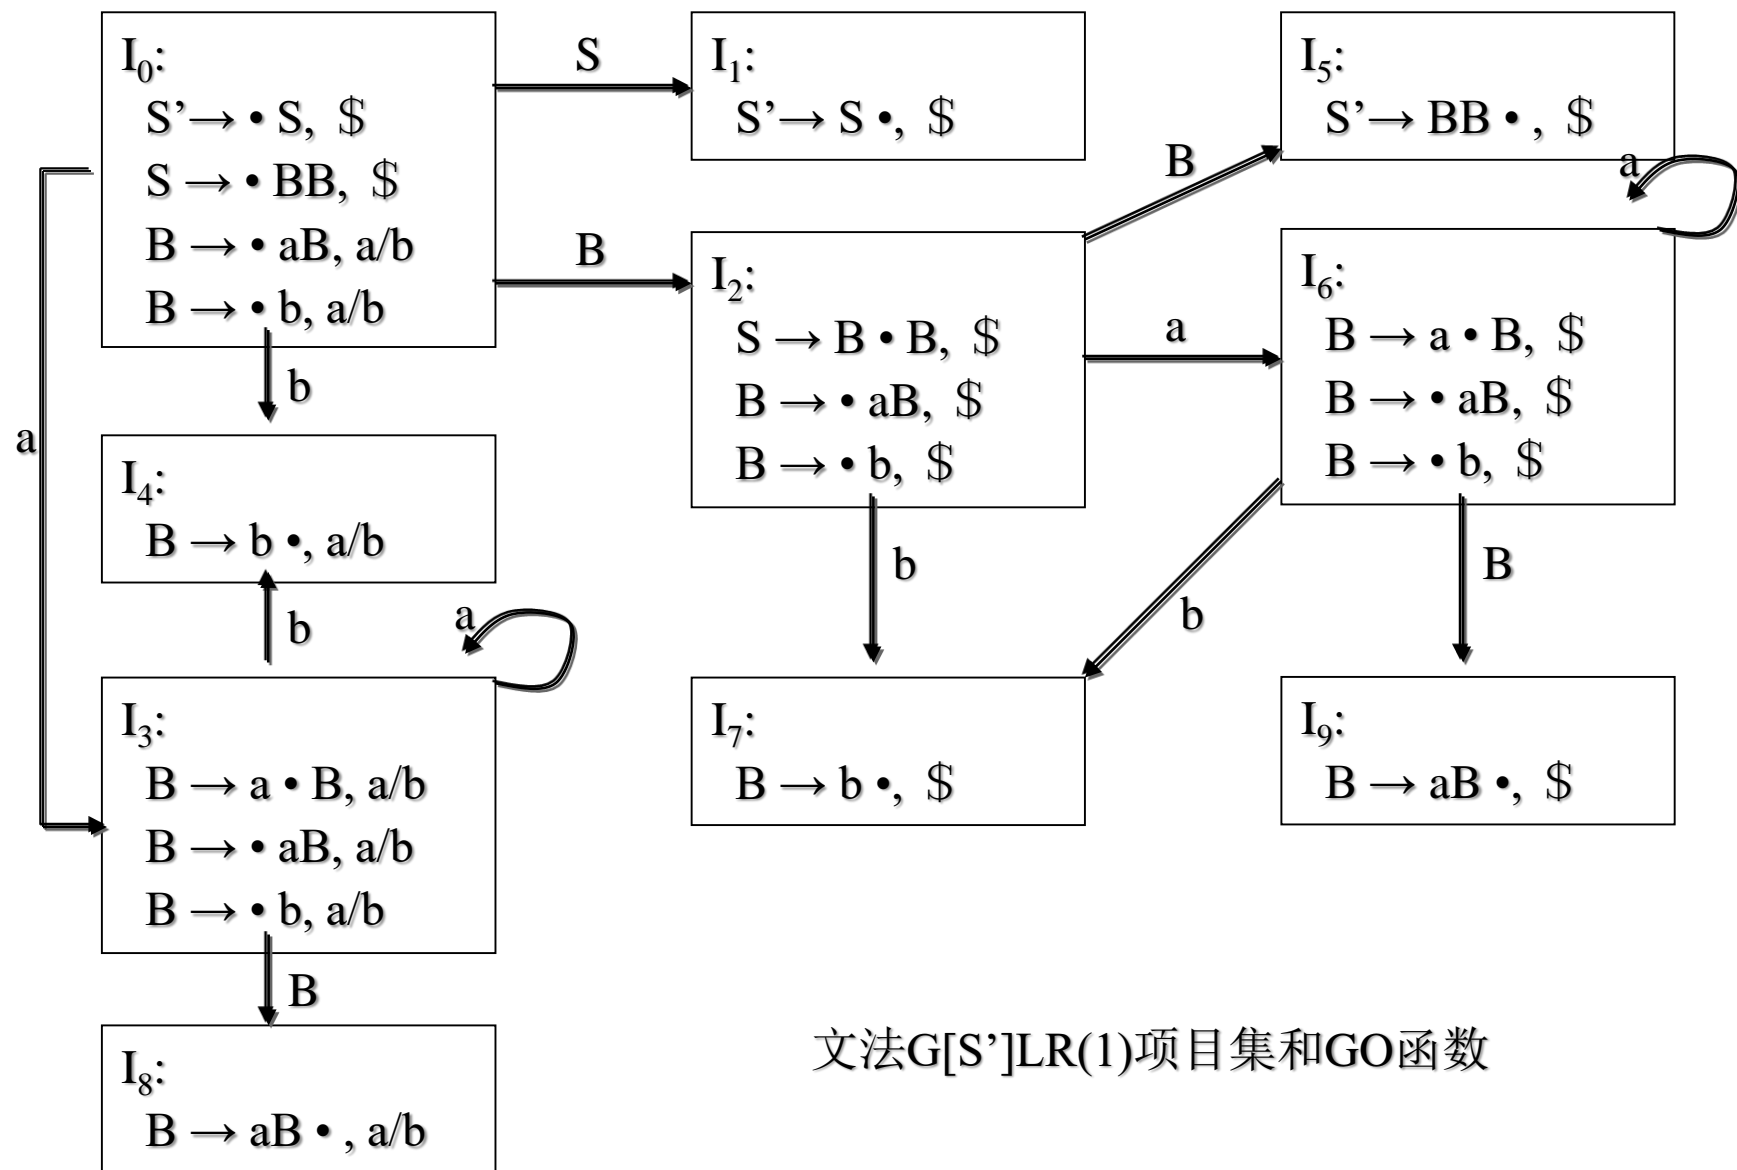 I0:
S’→ • S, $
S → • BB, $
B → • aB, a/b
B → • b, a/b
S
I1:
S’→ S •, $
I5:
S’→ BB • , $
B
B
a
I2:
S → B • B, $
B → • aB, $
B → • b, $
a
I6:
B → a • B, $
B → • aB, $
B → • b, $
b
a
I4:
B → b •, a/b
b
a
b
b
B
I3:
B → a • B, a/b
B → • aB, a/b
B → • b, a/b
I7:
B → b •, $
I9:
B → aB •, $
B
I8:
B → aB • , a/b
文法G[S’]LR(1)项目集和GO函数